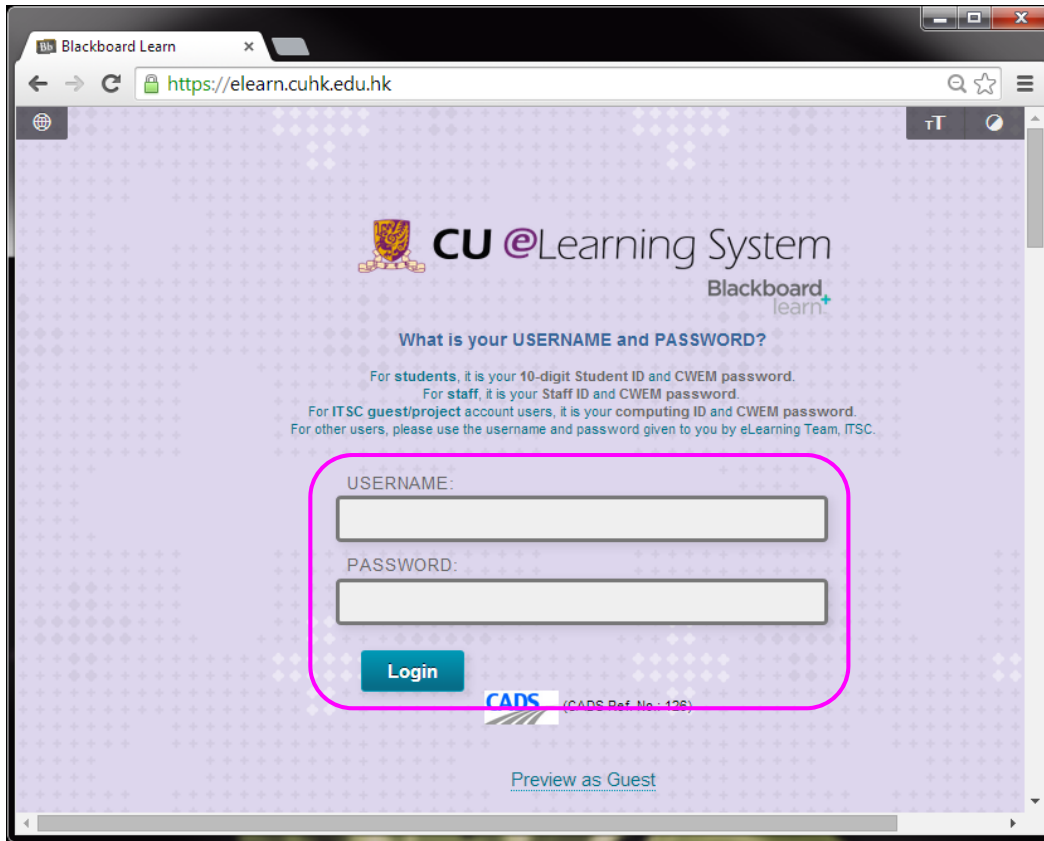 Blackboard Learn
https://elearn.cuhk.edu.hk
TT
CU eLearning System
Blackboard
learn
What is your USERNAME and PASSWORD?
For students, it is your 10-digit Student ID and CWEM password.
For staff, it is your Staff ID and CWEM password.
For ITSC guest/project account users, it is your computing ID and CWEM password.
For other users, please use the username and password given to you by eLearning Team, ITSC.
USERNAME:
PASSWORD:
Login
CADS (CADS Ref. No.: 126)
Preview as Guest